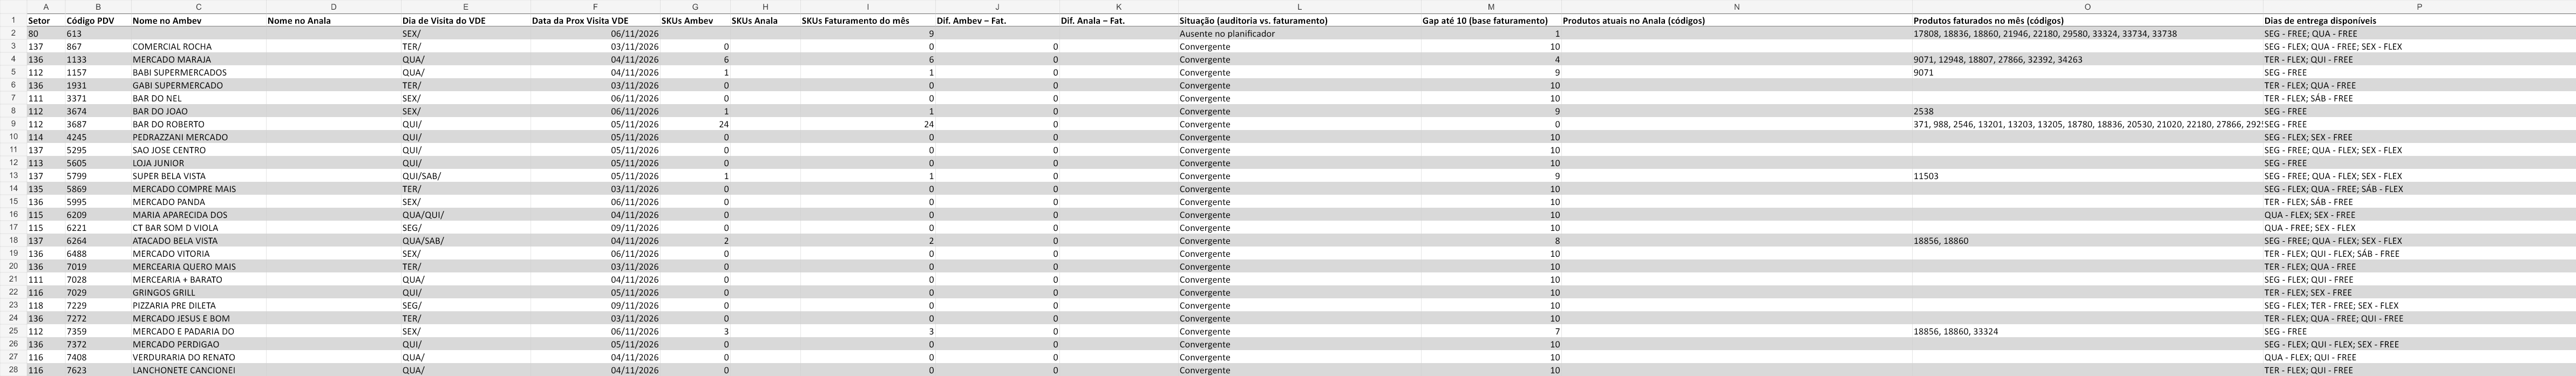 A B C D E F G H I J K L M N O P
1 Setor Código PDV Nome no Ambev Nome no Anala Dia de Visita do VDE Data da Prox Visita VDE SKUs Ambev SKUs Anala SKUs Faturamento do mês Dif. Ambev – Fat. Dif. Anala – Fat. Situação (auditoria vs. faturamento) Gap até 10 (base faturamento) Produtos atuais no Anala (códigos) Produtos faturados no mês (códigos) Dias de entrega disponíveis
2 80 613 SEX/ 06/11/2026 9 Ausente no planificador 1 17808, 18836, 18860, 21946, 22180, 29580, 33324, 33734, 33738 SEG - FREE; QUA - FREE
3 137 867 COMERCIAL ROCHA TER/ 03/11/2026 0 0 0 Convergente 10 SEG - FLEX; QUA - FREE; SEX - FLEX
4 136 1133 MERCADO MARAJA QUA/ 04/11/2026 6 6 0 Convergente 4 9071, 12948, 18807, 27866, 32392, 34263 TER - FLEX; QUI - FREE
5 112 1157 BABI SUPERMERCADOS QUA/ 04/11/2026 1 1 0 Convergente 9 9071 SEG - FREE
6 136 1931 GABI SUPERMERCADO TER/ 03/11/2026 0 0 0 Convergente 10 TER - FLEX; QUA - FREE
7 111 3371 BAR DO NEL SEX/ 06/11/2026 0 0 0 Convergente 10 TER - FLEX; SÁB - FREE
8 112 3674 BAR DO JOAO SEX/ 06/11/2026 1 1 0 Convergente 9 2538 SEG - FREE
9 112 3687 BAR DO ROBERTO QUI/ 05/11/2026 24 24 0 Convergente 0 371, 988, 2546, 13201, 13203, 13205, 18780, 18836, 20530, 21020, 22180, 27866, 292 SEG - FREE
10 114 4245 PEDRAZZANI MERCADO QUI/ 05/11/2026 0 0 0 Convergente 10 SEG - FLEX; SEX - FREE
11 137 5295 SAO JOSE CENTRO QUI/ 05/11/2026 0 0 0 Convergente 10 SEG - FREE; QUA - FLEX; SEX - FLEX
12 113 5605 LOJA JUNIOR QUI/ 05/11/2026 0 0 0 Convergente 10 SEG - FREE
13 137 5799 SUPER BELA VISTA QUI/SAB/ 05/11/2026 1 1 0 Convergente 9 11503 SEG - FREE; QUA - FLEX; SEX - FLEX
14 135 5869 MERCADO COMPRE MAIS TER/ 03/11/2026 0 0 0 Convergente 10 SEG - FLEX; QUA - FREE; SÁB - FLEX
15 136 5995 MERCADO PANDA SEX/ 06/11/2026 0 0 0 Convergente 10 TER - FLEX; SÁB - FREE
16 115 6209 MARIA APARECIDA DOS QUA/QUI/ 04/11/2026 0 0 0 Convergente 10 QUA - FLEX; SEX - FREE
17 115 6221 CT BAR SOM D VIOLA SEG/ 09/11/2026 0 0 0 Convergente 10 QUA - FREE; SEX - FLEX
18 137 6264 ATACADO BELA VISTA QUA/SAB/ 04/11/2026 2 2 0 Convergente 8 18856, 18860 SEG - FREE; QUA - FLEX; SEX - FLEX
19 136 6488 MERCADO VITORIA SEX/ 06/11/2026 0 0 0 Convergente 10 TER - FLEX; QUI - FLEX; SÁB - FREE
20 136 7019 MERCEARIA QUERO MAIS TER/ 03/11/2026 0 0 0 Convergente 10 TER - FLEX; QUA - FREE
21 111 7028 MERCEARIA + BARATO QUA/ 04/11/2026 0 0 0 Convergente 10 SEG - FLEX; QUI - FREE
22 116 7029 GRINGOS GRILL QUI/ 05/11/2026 0 0 0 Convergente 10 TER - FLEX; SEX - FREE
23 118 7229 PIZZARIA PRE DILETA SEG/ 09/11/2026 0 0 0 Convergente 10 SEG - FLEX; TER - FREE; SEX - FLEX
24 136 7272 MERCADO JESUS E BOM TER/ 03/11/2026 0 0 0 Convergente 10 TER - FLEX; QUA - FREE; QUI - FREE
25 112 7359 MERCADO E PADARIA DO SEX/ 06/11/2026 3 3 0 Convergente 7 18856, 18860, 33324 SEG - FREE
26 136 7372 MERCADO PERDIGAO QUI/ 05/11/2026 0 0 0 Convergente 10 SEG - FLEX; QUI - FLEX; SEX - FREE
27 116 7408 VERDURARIA DO RENATO QUA/ 04/11/2026 0 0 0 Convergente 10 QUA - FLEX; QUI - FREE
28 116 7623 LANCHONETE CANCIONEI QUA/ 04/11/2026 0 0 0 Convergente 10 TER - FLEX; QUI - FREE